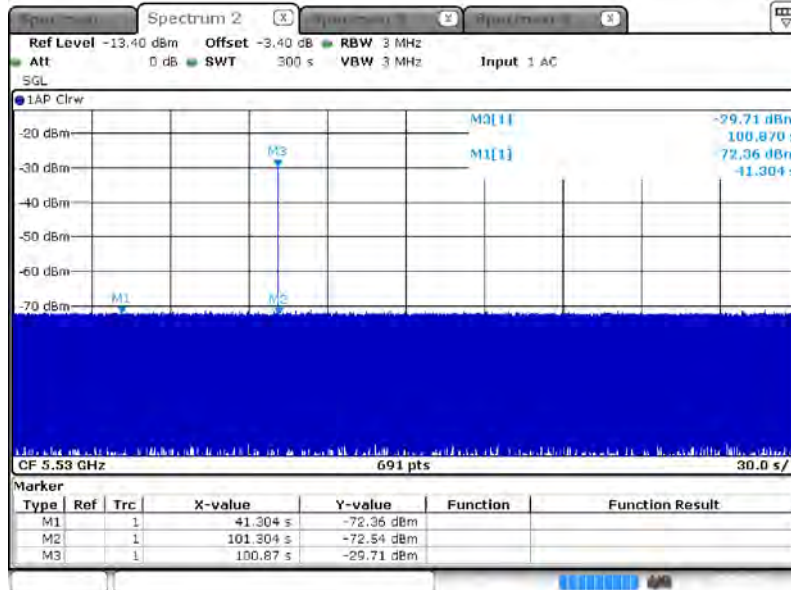 Spectrum 2 X X X
Ref Level -13.40 dBm Offset -3.40 dB RBW 3 MHz
Att 0 dB SWT 300 s VBW 3 MHz Input 1 AC
SGL
1AP Clrw
M3[1] -29.71 dBm
100.870 s
M1[1] -72.36 dBm
41.304 s
-20 dBm
M3
-30 dBm
-40 dBm
-50 dBm
-60 dBm
M1 M2
-70 dBm
CF 5.53 GHz 691 pts 30.0 s/
Marker
Type Ref Trc X-value Y-value Function Function Result
M1 1 41.304 s -72.36 dBm
M2 1 101.304 s -72.54 dBm
M3 1 100.87 s -29.71 dBm